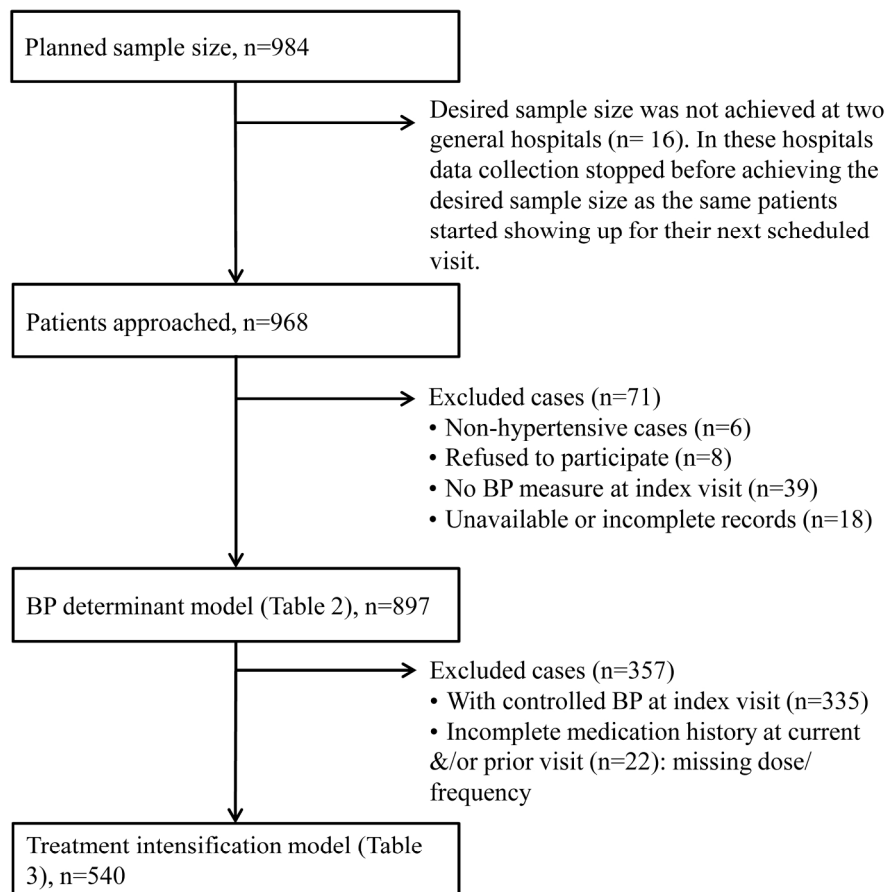 Planned sample size, n=984
Desired sample size was not achieved at two
general hospitals (n= 16). In these hospitals
data collection stopped before achieving the
desired sample size as the same patients
started showing up for their next scheduled
visit.
Patients approached, n=968
Excluded cases (n=71)
• Non-hypertensive cases (n=6)
• Refused to participate (n=8)
• No BP measure at index visit (n=39)
• Unavailable or incomplete records (n=18)
BP determinant model (Table 2), n=897
Excluded cases (n=357)
• With controlled BP at index visit (n=335)
• Incomplete medication history at current
&/or prior visit (n=22): missing dose/
frequency
Treatment intensification model (Table
3), n=540